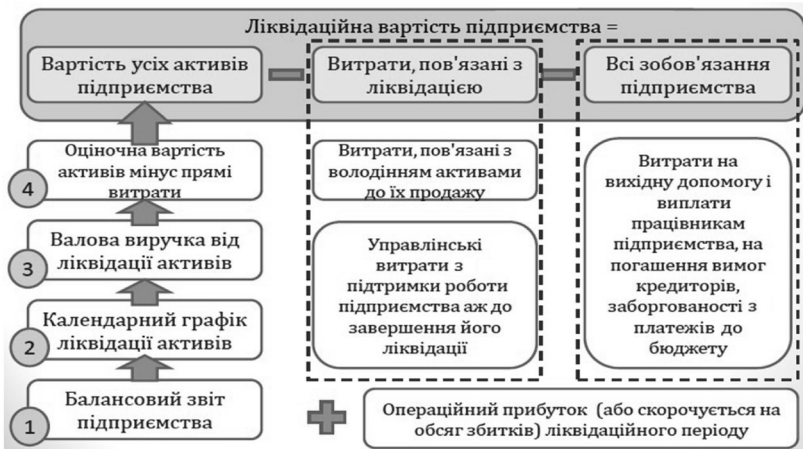 Ліквідаційна вартість підприємства =
Вартість усіх активів
підприємства
Витрати, пов'язані з
ліквідацією
Всі зобов'язання
підприємства
4
Оціночна вартість
активів мінус прямі
витрати
3
Валова виручка від
ліквідації активів
2
Календарний графік
ліквідації активів
1
Балансовий звіт
підприємства
Витрати, пов'язані з
володінням активами
до їх продажу
Управлінські
витрати з
підтримки роботи
підприємства аж до
завершення його
ліквідації
Витрати на
вихідну допомогу і
виплати
працівникам
підприємства, на
погашення вимог
кредиторів,
заборгованості з
платежів до
бюджету
Операційний прибуток (або скорочується на
обсяг збитків) ліквідаційного періоду